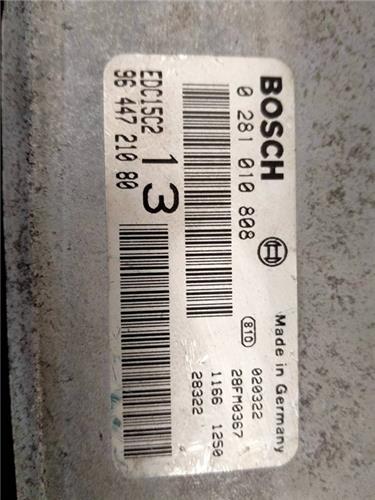 BOSCH
0 281 010 808
EDC15C2
96 447 210 80
13
Made in Germany
810
020322
28FM0367
1166 1250
28322